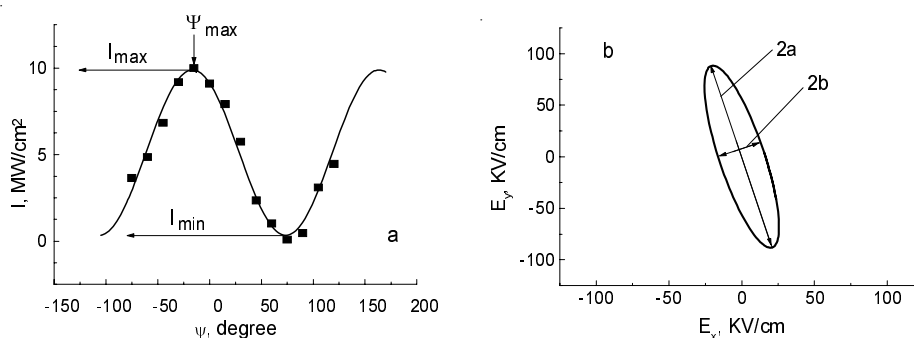 Ψmax
Imax
10
5
0
I, MW/cm²
Imin
a
-150 -100 -50 0 50 100 150 200
ψ, degree
b
2a
2b
100
50
0
-50
-100
Ey, KV/cm
-100 -50 0 50 100
Ex, KV/cm